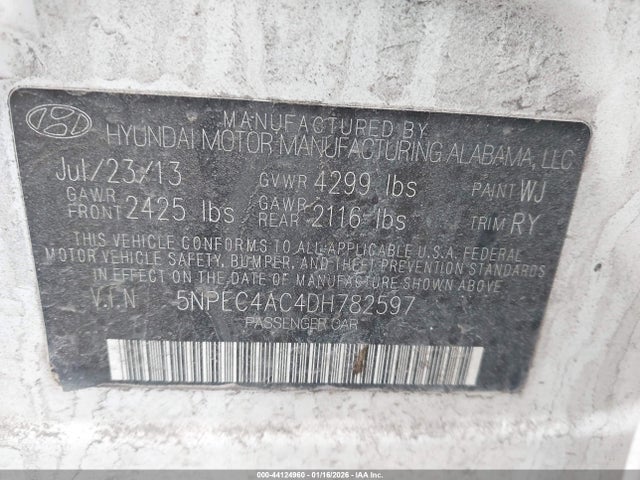 MANUFACTURED BY
HYUNDAI MOTOR MANUFACTURING ALABAMA, LLC
Jul/23/13 GVWR 4299 lbs PAINT WJ
GAWR FRONT 2425 lbs GAWR REAR 2116 lbs TRIM RY
THIS VEHICLE CONFORMS TO ALL APPLICABLE U.S.A. FEDERAL
MOTOR VEHICLE SAFETY, BUMPER, AND THEFT PREVENTION STANDARDS
IN EFFECT ON THE DATE OF MANUFACTURE SHOWN ABOVE.
V.I.N 5NPEC4AC4DH782597
PASSENGER CAR
000-44124960 - 01/16/2026 - IAA Inc.